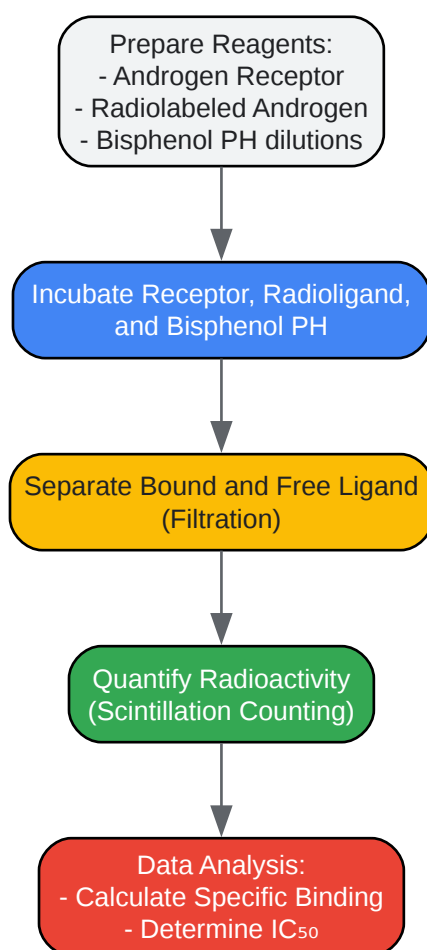 Prepare Reagents:
- Androgen Receptor
- Radiolabeled Androgen
- Bisphenol PH dilutions
Incubate Receptor, Radioligand,
and Bisphenol PH
Separate Bound and Free Ligand
(Filtration)
Quantify Radioactivity
(Scintillation Counting)
Data Analysis:
- Calculate Specific Binding
- Determine IC₅₀